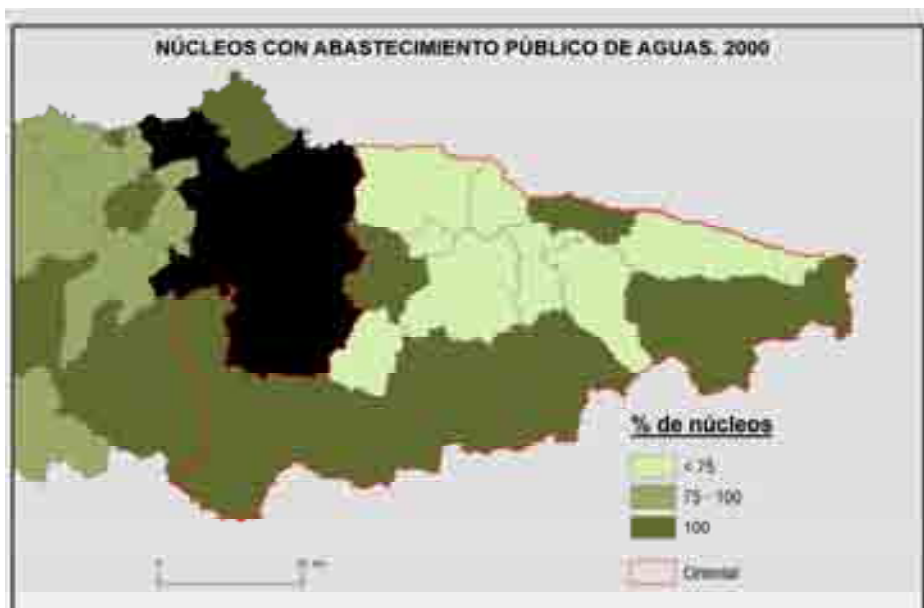 NÚCLEOS CON ABASTECIMIENTO PÚBLICO DE AGUAS. 2000
% de núcleos
< 75
75 - 100
100
Oriental